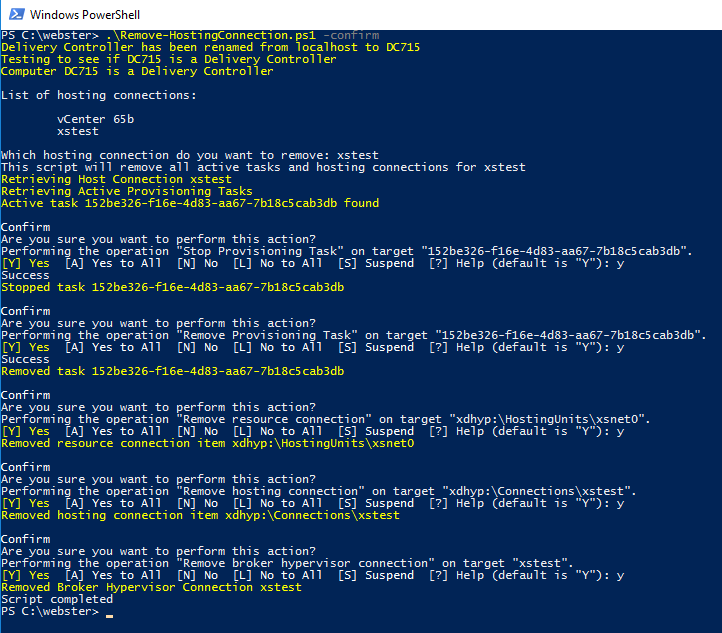 Windows PowerShell
PS C:\webster> .\Remove-HostingConnection.ps1 -confirm
Delivery Controller has been renamed from localhost to DC715
Testing to see if DC715 is a Delivery Controller
Computer DC715 is a Delivery Controller
List of hosting connections:
vCenter 65b
xstest
Which hosting connection do you want to remove: xstest
This script will remove all active tasks and hosting connections for xstest
Retrieving Host Connection xstest
Retrieving Active Provisioning Tasks
Active task 152be326-f16e-4d83-aa67-7b18c5cab3db found
Confirm
Are you sure you want to perform this action?
Performing the operation "Stop Provisioning Task" on target "152be326-f16e-4d83-aa67-7b18c5cab3db".
[Y] Yes  [A] Yes to All  [N] No  [L] No to All  [S] Suspend  [?] Help (default is "Y"): y
Success
Stopped task 152be326-f16e-4d83-aa67-7b18c5cab3db
Confirm
Are you sure you want to perform this action?
Performing the operation "Remove Provisioning Task" on target "152be326-f16e-4d83-aa67-7b18c5cab3db".
[Y] Yes  [A] Yes to All  [N] No  [L] No to All  [S] Suspend  [?] Help (default is "Y"): y
Success
Removed task 152be326-f16e-4d83-aa67-7b18c5cab3db
Confirm
Are you sure you want to perform this action?
Performing the operation "Remove resource connection" on target "xdhyp:\HostingUnits\xsnet0".
[Y] Yes  [A] Yes to All  [N] No  [L] No to All  [S] Suspend  [?] Help (default is "Y"): y
Removed resource connection item xdhyp:\HostingUnits\xsnet0
Confirm
Are you sure you want to perform this action?
Performing the operation "Remove hosting connection" on target "xdhyp:\Connections\xstest".
[Y] Yes  [A] Yes to All  [N] No  [L] No to All  [S] Suspend  [?] Help (default is "Y"): y
Removed hosting connection item xdhyp:\Connections\xstest
Confirm
Are you sure you want to perform this action?
Performing the operation "Remove broker hypervisor connection" on target "xstest".
[Y] Yes  [A] Yes to All  [N] No  [L] No to All  [S] Suspend  [?] Help (default is "Y"): y
Removed Broker Hypervisor Connection xstest
Script completed
PS C:\webster> _